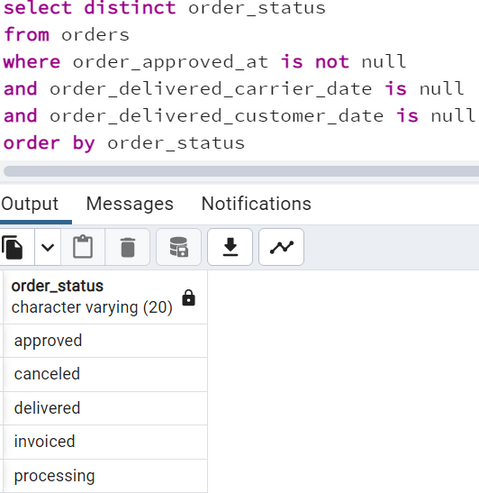 select distinct order_status
from orders
where order_approved_at is not null
and order_delivered_carrier_date is null
and order_delivered_customer_date is null
order by order_status
Output Messages Notifications
order_status
character varying (20)
approved
canceled
delivered
invoiced
processing